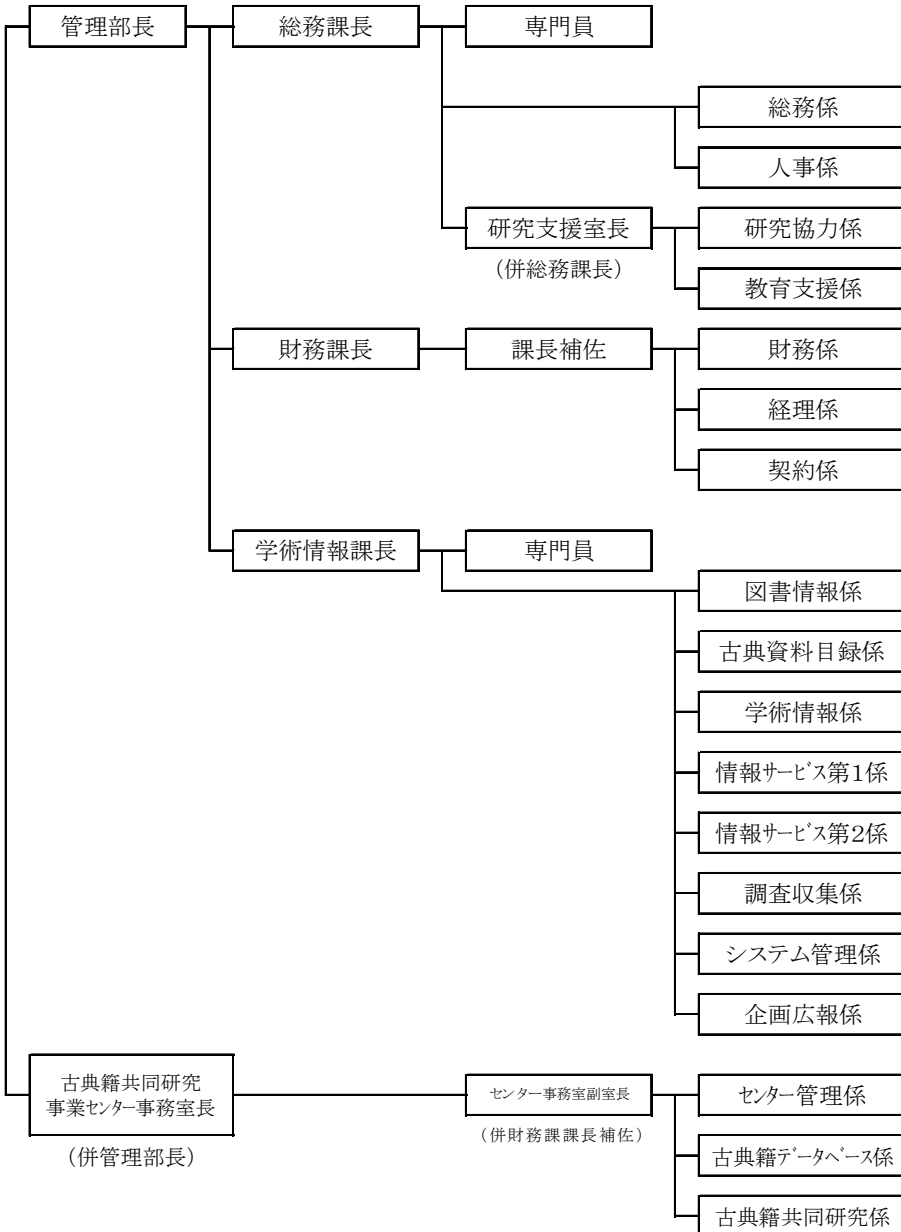 管理部長
総務課長
専門員
総務係
人事係
研究支援室長
(併総務課長)
研究協力係
教育支援係
財務課長
課長補佐
財務係
経理係
契約係
学術情報課長
専門員
図書情報係
古典資料目録係
学術情報係
情報ｻｰﾋﾞｽ第1係
情報ｻｰﾋﾞｽ第2係
調査収集係
システム管理係
企画広報係
古典籍共同研究
事業ｾﾝﾀｰ事務室長
(併管理部長)
センター事務室副室長
(併財務課課長補佐)
ｾﾝﾀｰ管理係
古典籍ﾃﾞｰﾀﾍﾞｰｽ係
古典籍共同研究係